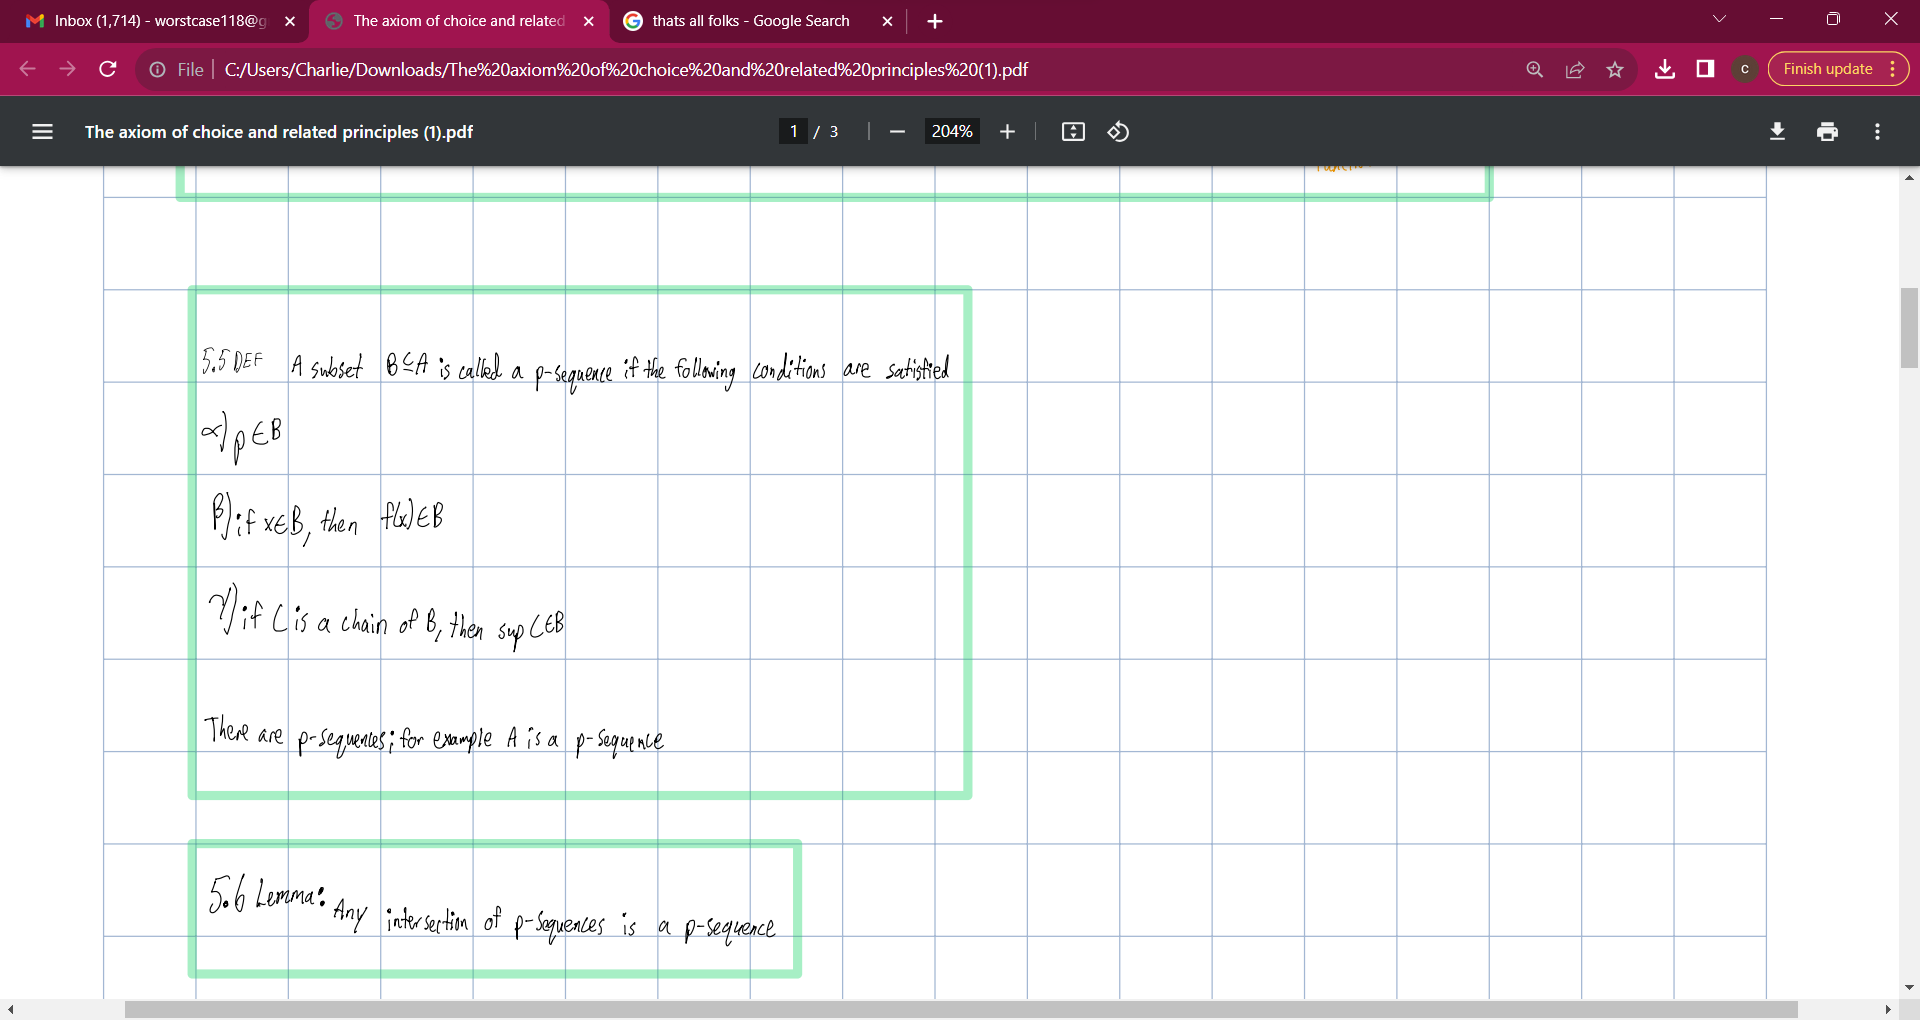 Inbox (1,714) - worstcase118@g
The axiom of choice and related
thats all folks - Google Search
File
C:/Users/Charlie/Downloads/The%20axiom%20of%20choice%20and%20related%20principles%20(1).pdf
C
Finish update
The axiom of choice and related principles (1).pdf
1 / 3
204%
5.5 DEF A subset B⊆A is called a p-sequence if the following conditions are satisfied
α) p∈B
β) if x∈B, then f(x)∈B
γ) if C is a chain of B, then sup C∈B
There are p-sequences; for example A is a p-sequence
5.6 Lemma: Any intersection of p-sequences is a p-sequence